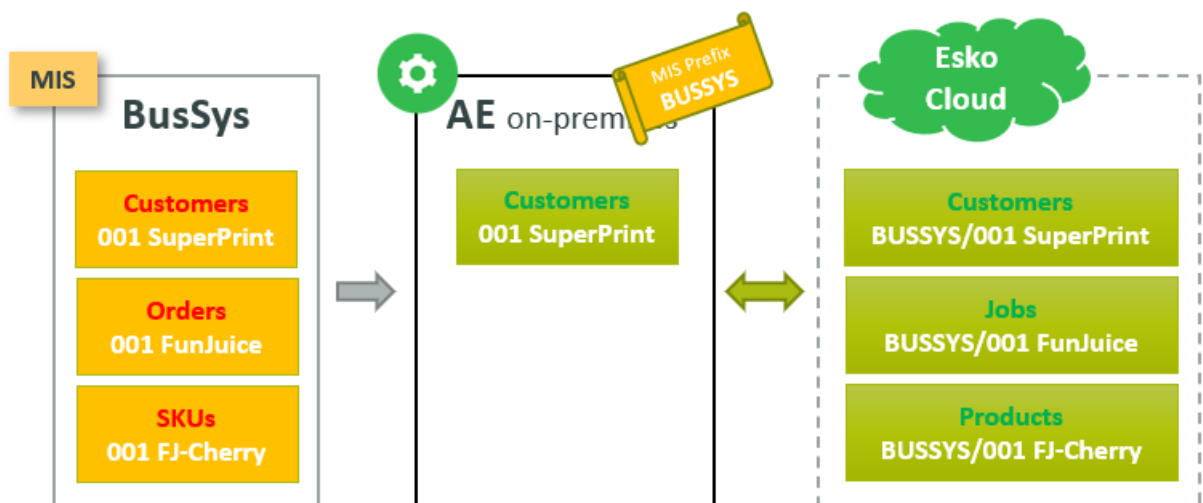 MIS
BusSys
Customers
001 SuperPrint
Orders
001 FunJuice
SKUs
001 FJ-Cherry
MIS Prefix
BUSSYS
AE on-premises
Customers
001 SuperPrint
Esko
Cloud
Customers
BUSSYS/001 SuperPrint
Jobs
BUSSYS/001 FunJuice
Products
BUSSYS/001 FJ-Cherry